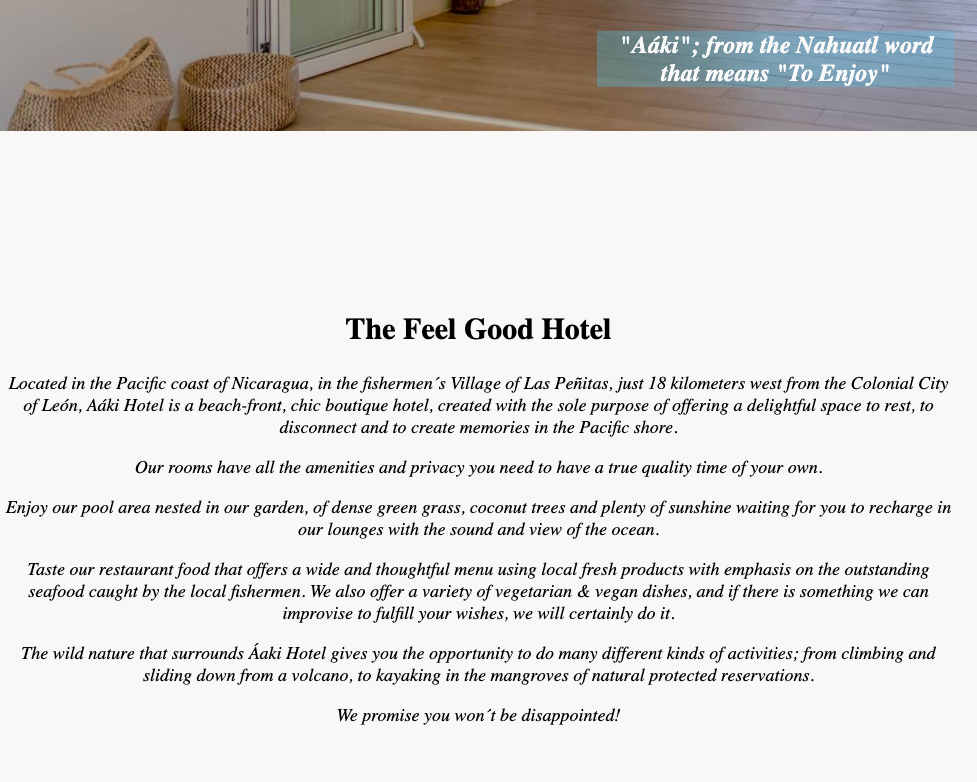 "Aáki"; from the Nahuatl word
that means "To Enjoy"
The Feel Good Hotel
Located in the Pacific coast of Nicaragua, in the fishermen´s Village of Las Peñitas, just 18 kilometers west from the Colonial City
of León, Aáki Hotel is a beach-front, chic boutique hotel, created with the sole purpose of offering a delightful space to rest, to
disconnect and to create memories in the Pacific shore.
Our rooms have all the amenities and privacy you need to have a true quality time of your own.
Enjoy our pool area nested in our garden, of dense green grass, coconut trees and plenty of sunshine waiting for you to recharge in
our lounges with the sound and view of the ocean.
Taste our restaurant food that offers a wide and thoughtful menu using local fresh products with emphasis on the outstanding
seafood caught by the local fishermen. We also offer a variety of vegetarian & vegan dishes, and if there is something we can
improvise to fulfill your wishes, we will certainly do it.
The wild nature that surrounds Áaki Hotel gives you the opportunity to do many different kinds of activities; from climbing and
sliding down from a volcano, to kayaking in the mangroves of natural protected reservations.
We promise you won´t be disappointed!